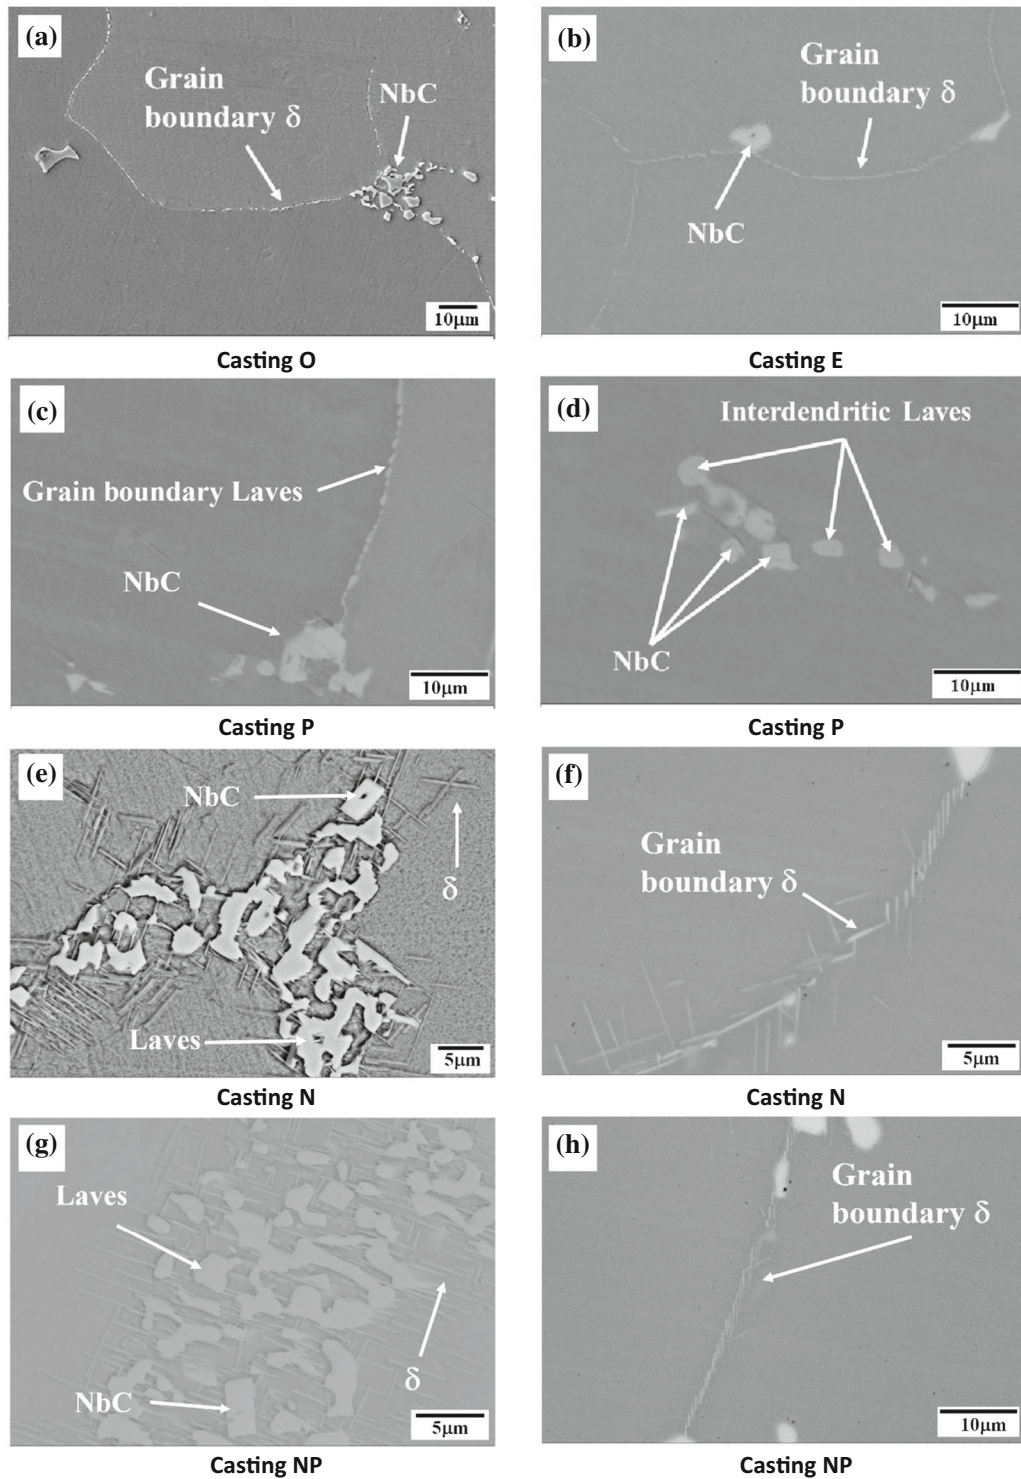 (a)
Grain
boundary δ
NbC
10μm
Casting O
(b)
Grain
boundary δ
NbC
10μm
Casting E
(c)
Grain boundary Laves
NbC
10μm
Casting P
(d)
Interdendritic Laves
NbC
10μm
Casting P
(e)
NbC
δ
Laves
5μm
Casting N
(f)
Grain
boundary δ
5μm
Casting N
(g)
Laves
δ
NbC
5μm
Casting NP
(h)
Grain
boundary δ
10μm
Casting NP